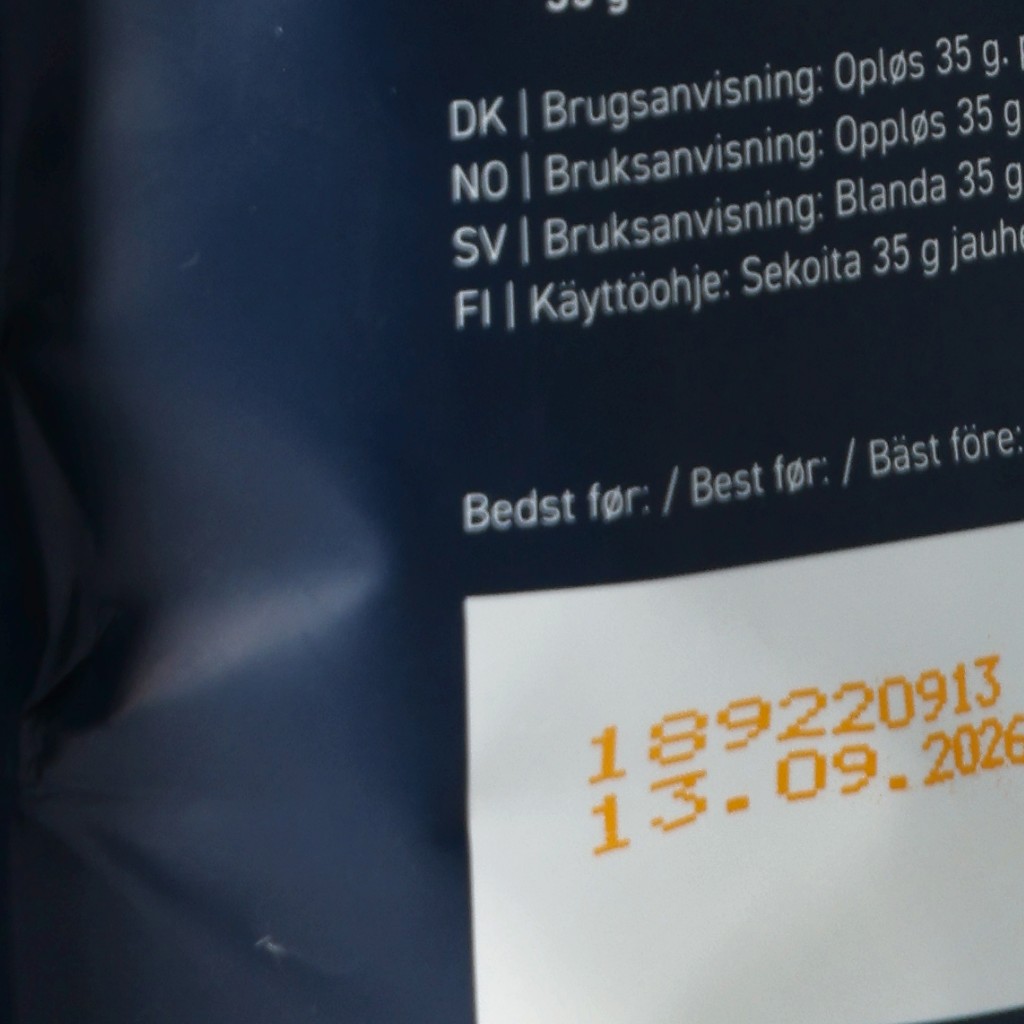 DK | Brugsanvisning: Opløs 35 g.
NO | Bruksanvisning: Oppløs 35 g
SV | Bruksanvisning: Blanda 35 g
FI | Käyttöohje: Sekoita 35 g jauhe
Bedst før: / Best før: / Bäst före:
189220913
13.09.2026